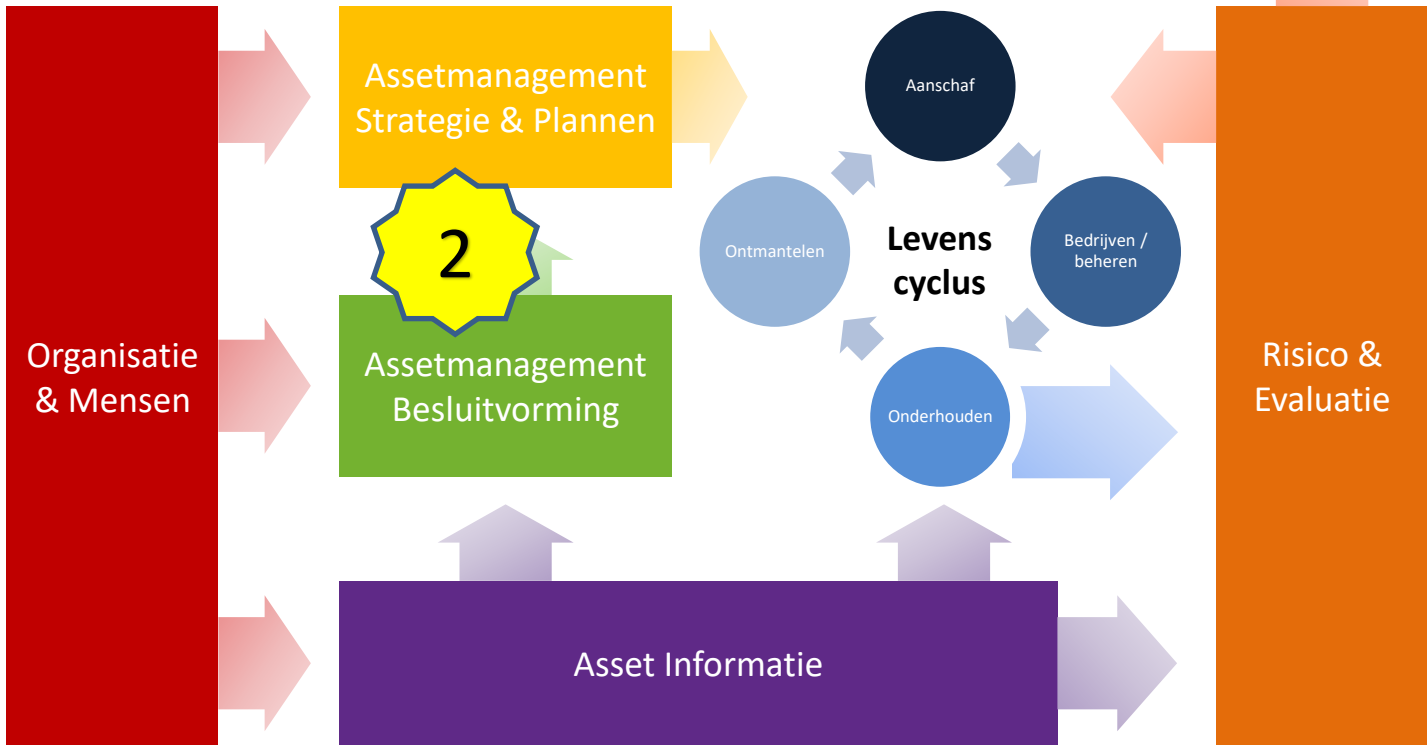 Organisatie
& Mensen
Assetmanagement
Strategie & Plannen
2
Assetmanagement
Besluitvorming
Aanschaf
Ontmantelen
Levens
cyclus
Bedrijven /
beheren
Onderhouden
Asset Informatie
Risico &
Evaluatie